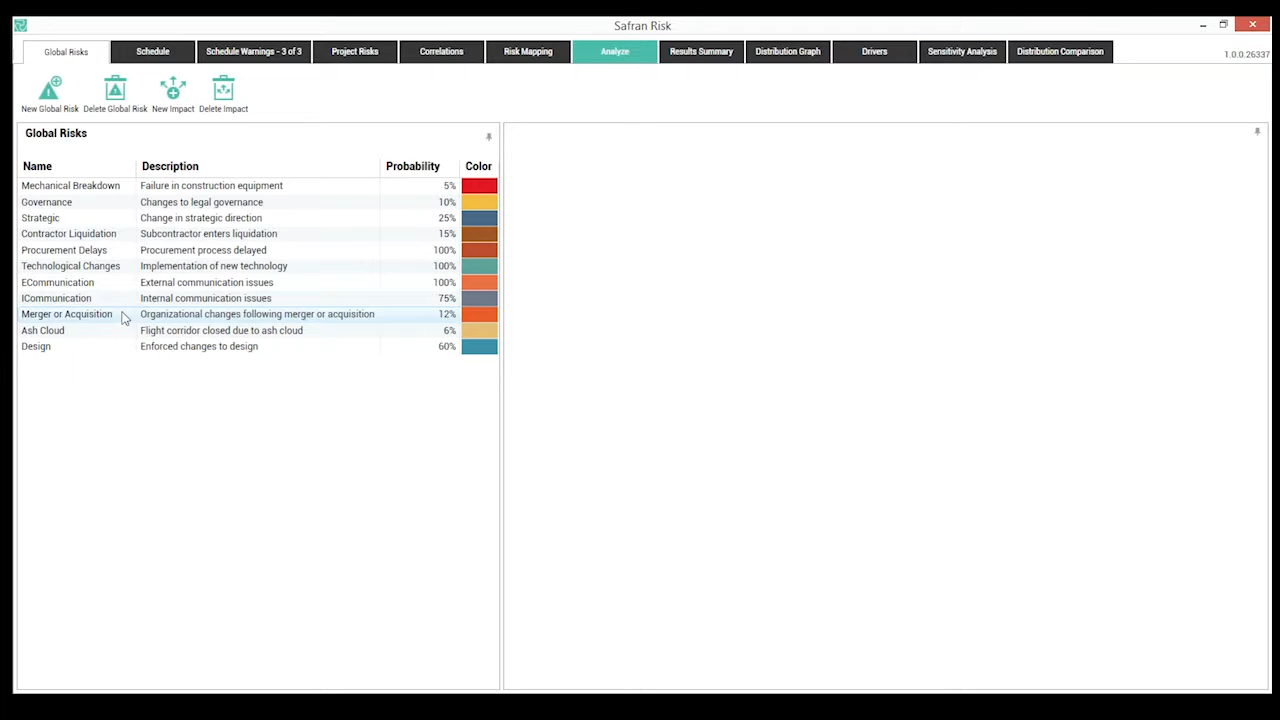 Safran Risk
Global Risks Schedule Schedule Warnings - 3 of 3 Project Risks Correlations Risk Mapping Analyze Results Summary Distribution Graph Drivers Sensitivity Analysis Distribution Comparison 1.0.0.26337
New Global Risk Delete Global Risk New Impact Delete Impact
Global Risks
Name Description Probability Color
Mechanical Breakdown Failure in construction equipment 5%
Governance Changes to legal governance 10%
Strategic Change in strategic direction 25%
Contractor Liquidation Subcontractor enters liquidation 15%
Procurement Delays Procurement process delayed 100%
Technological Changes Implementation of new technology 100%
ECommunication External communication issues 100%
ICommunication Internal communication issues 75%
Merger or Acquisition Organizational changes following merger or acquisition 12%
Ash Cloud Flight corridor closed due to ash cloud 6%
Design Enforced changes to design 60%